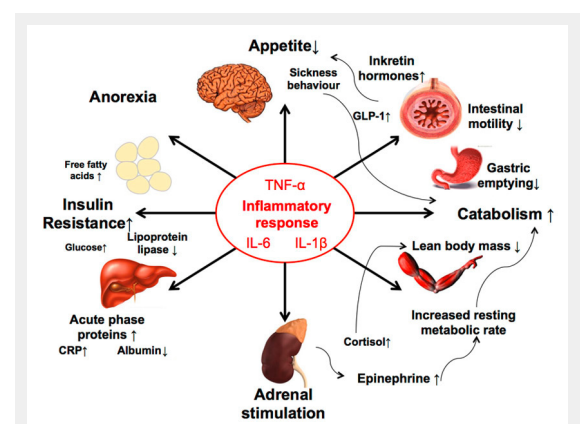 Appetite↓
Sickness
behaviour
Inkretin
hormones↑
GLP-1↑
Intestinal
motility ↓
Anorexia
Free fatty
acids ↑
Gastric
emptying↓
TNF-α
Inflammatory
response
IL-6 IL-1β
Insulin
Resistance↑
Glucose↑
Lipoprotein
lipase ↓
Catabolism ↑
Lean body mass ↓
Acute phase
proteins ↑
CRP↑ Albumin↓
Increased resting
metabolic rate
Cortisol↑
Epinephrine ↑
Adrenal
stimulation